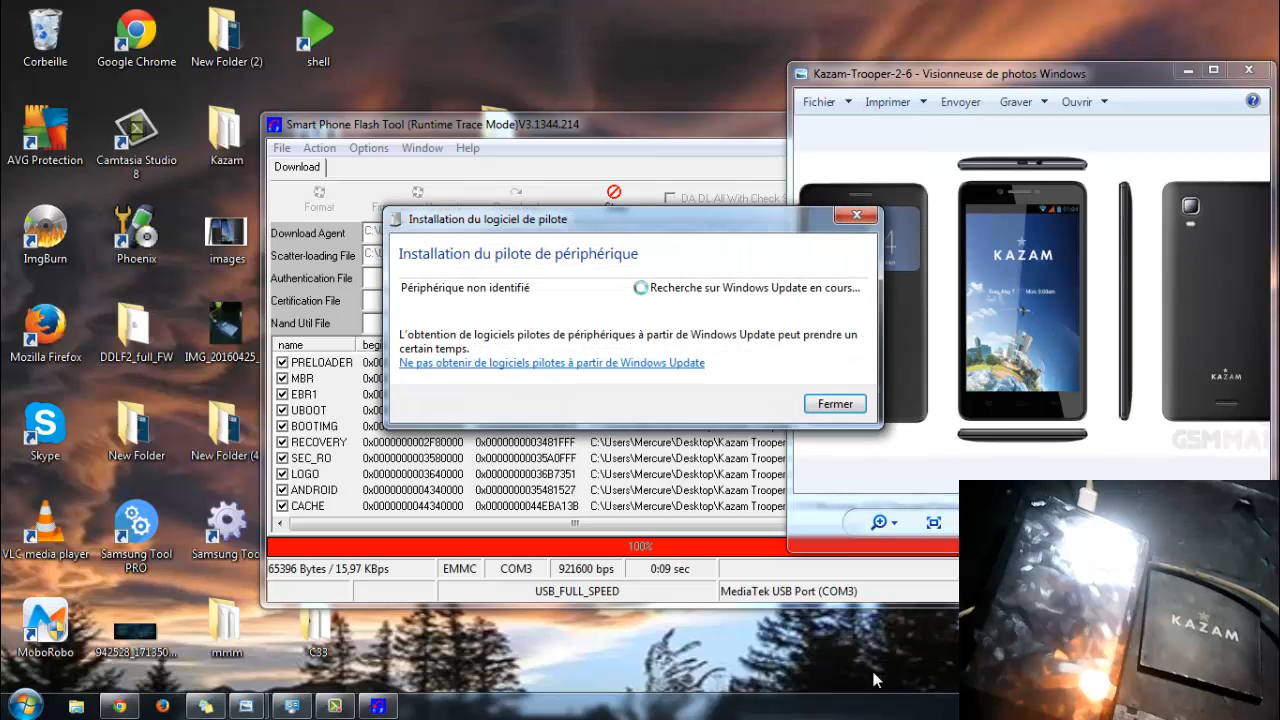 Corbeille
Google Chrome
New Folder (2)
shell
AVG Protection
Camtasia Studio
8
Kazam
ImgBurn
Phoenix
images
Mozilla Firefox
DDLF2_full_FW
IMG_20160425_
Skype
New Folder
New Folder (4
VLC media player
Samsung Tool
PRO
Samsung Too
MoboRobo
942528_171350...
mmm
C33
Smart Phone Flash Tool (Runtime Trace Mode)V3.1344.214
File Action Options Window Help
Download
Format
DA DL All With Check S
Download Agent
Scatter-loading File
Authentication File
Certification File
Nand Util File
name
PRELOADER
MBR
EBR1
UBOOT
BOOTIMG
RECOVERY 0x0000000002F80000 0x0000000003481FFF C:\Users\Mercure\Desktop\Kazam Trooper
SEC_RO 0x0000000003580000 0x00000000035A0FFF C:\Users\Mercure\Desktop\Kazam Trooper
LOGO 0x0000000003640000 0x00000000036B7351 C:\Users\Mercure\Desktop\Kazam Trooper
ANDROID 0x0000000004340000 0x0000000035481527 C:\Users\Mercure\Desktop\Kazam Trooper
CACHE 0x0000000044340000 0x0000000044EBA13B C:\Users\Mercure\Desktop\Kazam Trooper
100%
65396 Bytes / 15,97 KBps EMMC COM3 921600 bps 0:09 sec
USB_FULL_SPEED MediaTek USB Port (COM3)
Installation du logiciel de pilote
Installation du pilote de périphérique
Périphérique non identifié Recherche sur Windows Update en cours...
L'obtention de logiciels pilotes de périphériques à partir de Windows Update peut prendre un
certain temps.
Ne pas obtenir de logiciels pilotes à partir de Windows Update
Fermer
Kazam-Trooper-2-6 - Visionneuse de photos Windows
Fichier Imprimer Envoyer Graver Ouvrir
KAZAM
KAZAM
KAZAM